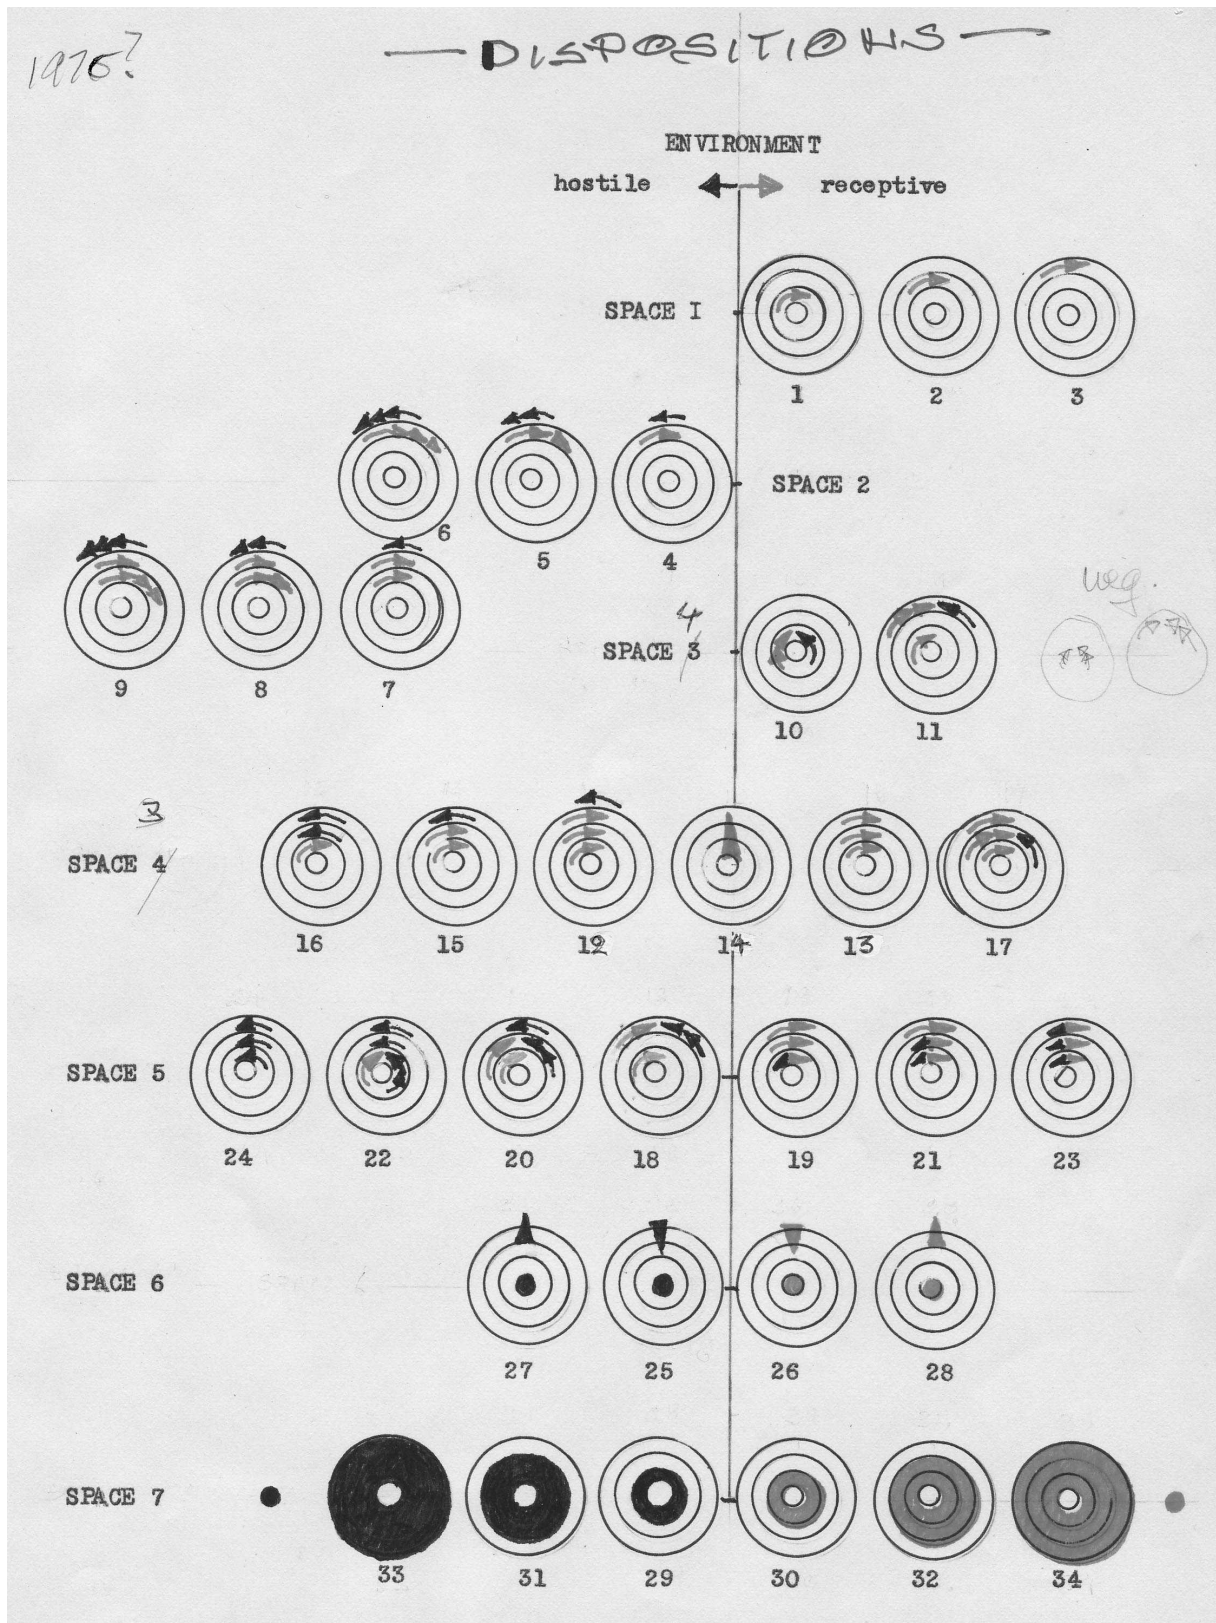 1976?
— DISPOSITIONS —
ENVIRONMENT
hostile receptive
SPACE I
1 2 3
SPACE 2
6 5 4
neg.
4
SPACE 3
9 8 7
10 11
3
SPACE 4
16 15 12 14 13 17
SPACE 5
24 22 20 18 19 21 23
SPACE 6
27 25 26 28
SPACE 7
33 31 29 30 32 34